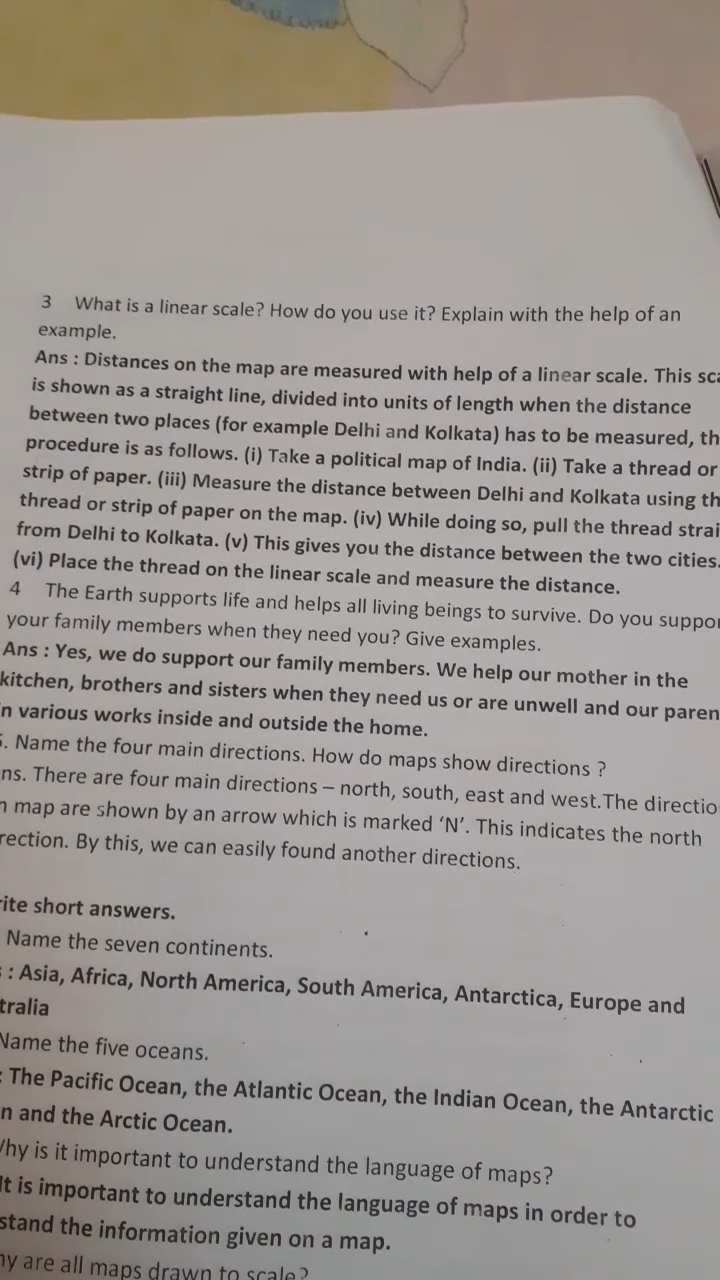 3 What is a linear scale? How do you use it? Explain with the help of an
example.
Ans : Distances on the map are measured with help of a linear scale. This
is shown as a straight line, divided into units of length when the distance
between two places (for example Delhi and Kolkata) has to be measured,
procedure is as follows. (i) Take a political map of India. (ii) Take a thread or
strip of paper. (iii) Measure the distance between Delhi and Kolkata using
thread or strip of paper on the map. (iv) While doing so, pull the thread
from Delhi to Kolkata. (v) This gives you the distance between the two cities.
(vi) Place the thread on the linear scale and measure the distance.
4 The Earth supports life and helps all living beings to survive. Do you
your family members when they need you? Give examples.
Ans : Yes, we do support our family members. We help our mother in the
kitchen, brothers and sisters when they need us or are unwell and our
various works inside and outside the home.
. Name the four main directions. How do maps show directions ?
. There are four main directions – north, south, east and west.The
map are shown by an arrow which is marked ‘N’. This indicates the north
. By this, we can easily found another directions.
short answers.
Name the seven continents.
: Asia, Africa, North America, South America, Antarctica, Europe and
Name the five oceans.
: The Pacific Ocean, the Atlantic Ocean, the Indian Ocean, the Antarctic
and the Arctic Ocean.
is it important to understand the language of maps?
It is important to understand the language of maps in order to
the information given on a map.
are all maps drawn to scale?